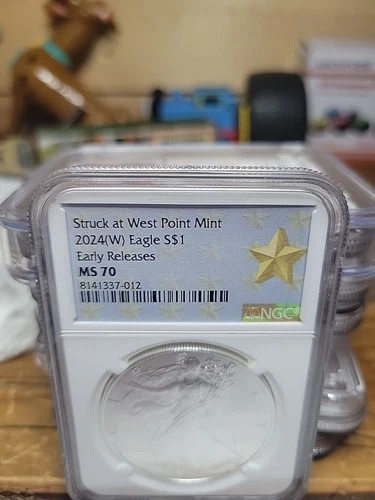 Struck at West Point Mint
2024(W) Eagle S$1
Early Releases
MS 70
8141337-012
NGC